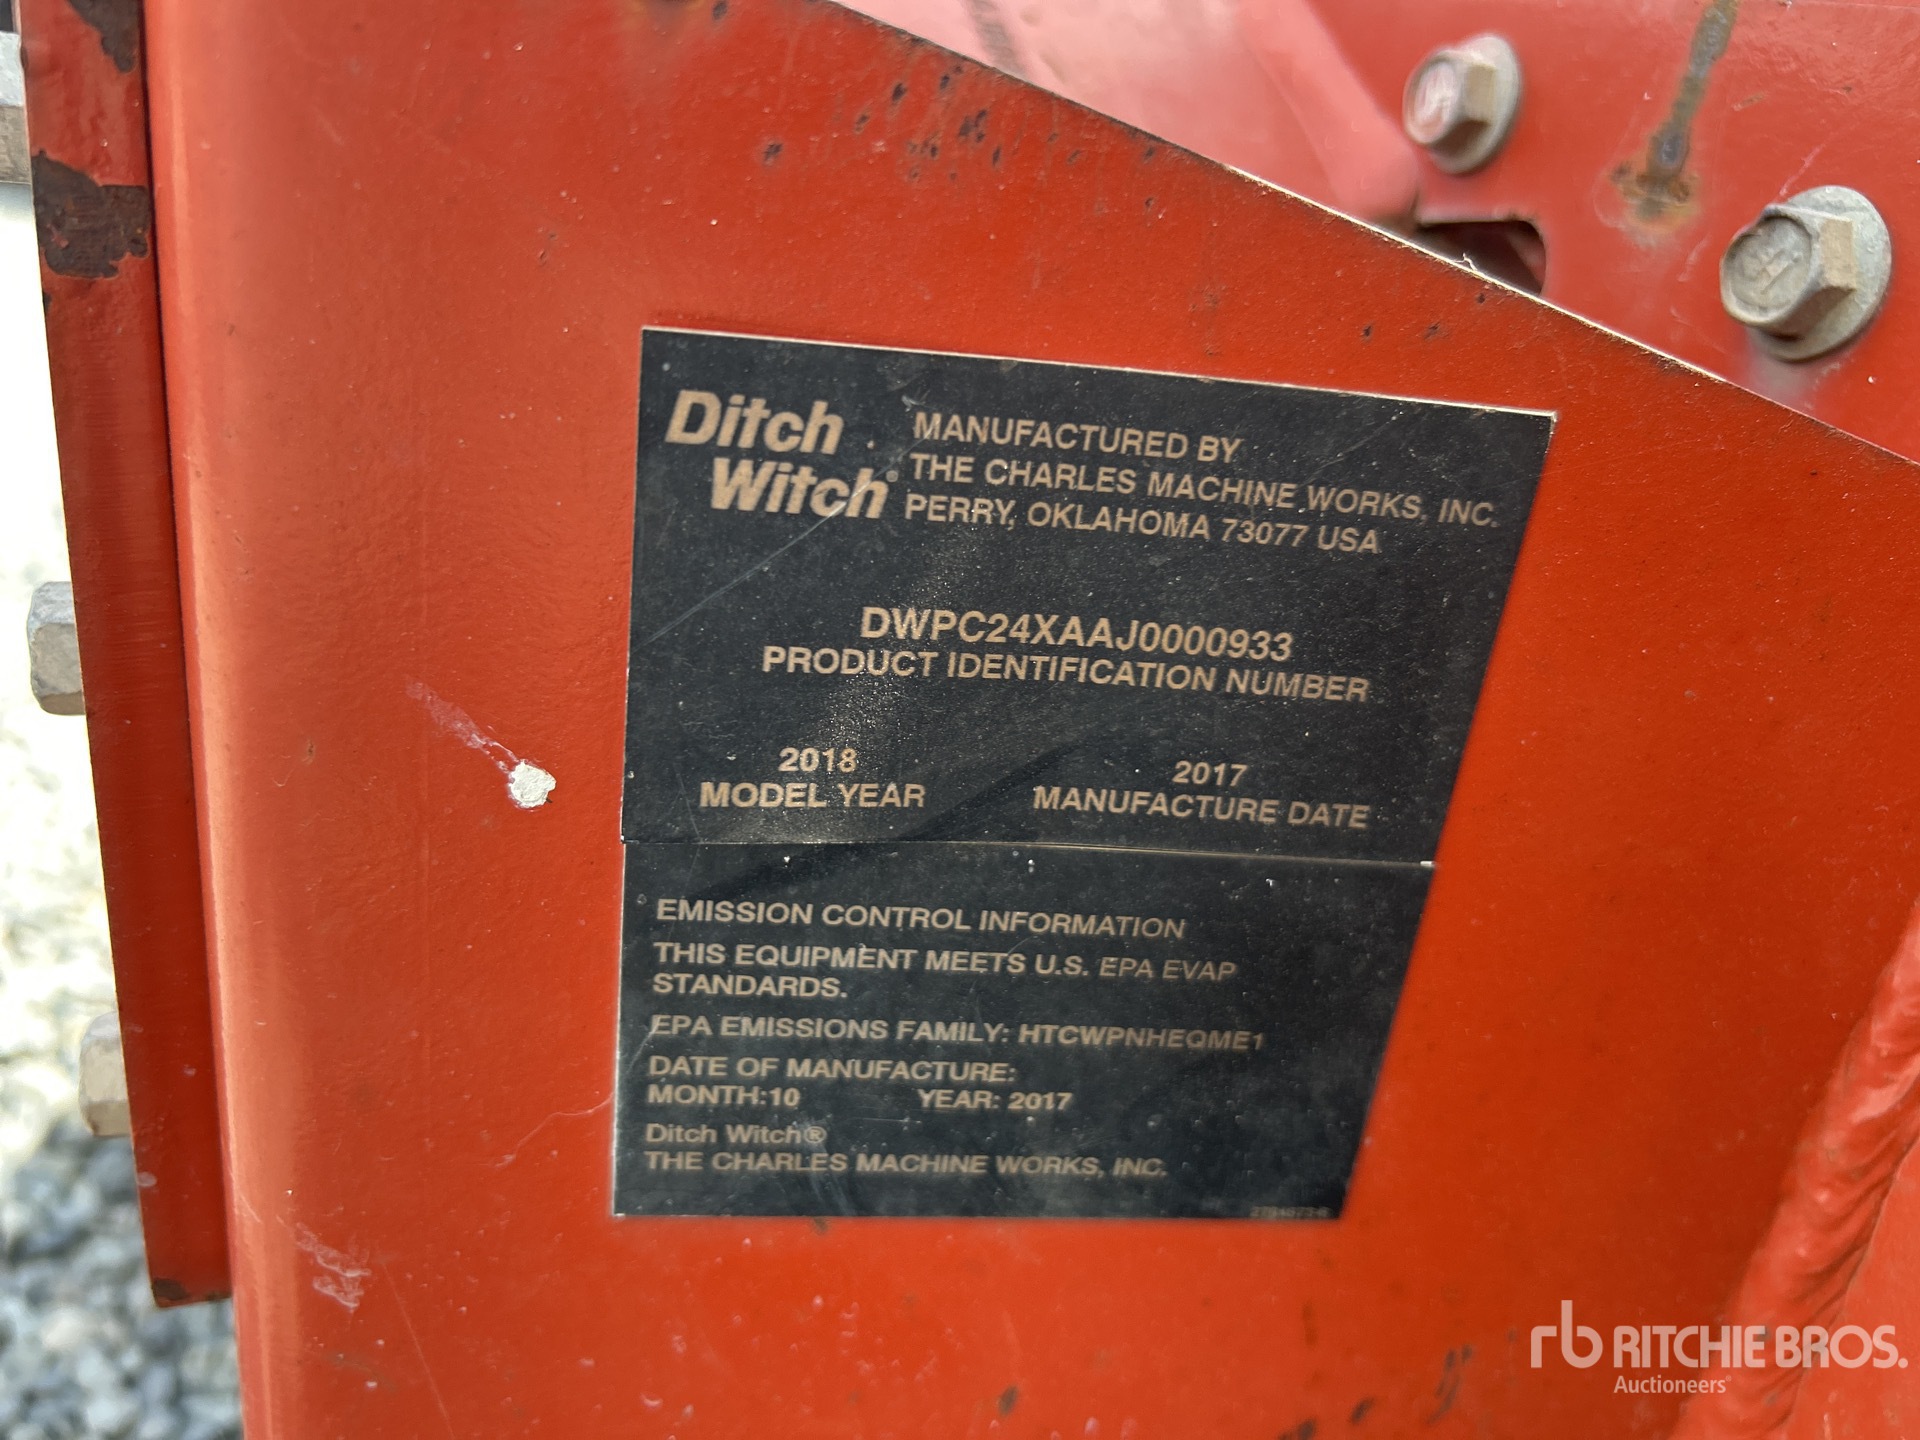 Ditch
Witch®
MANUFACTURED BY
THE CHARLES MACHINE WORKS, INC.
PERRY, OKLAHOMA 73077 USA
DWPC24XAAJ0000933
PRODUCT IDENTIFICATION NUMBER
2018
MODEL YEAR
2017
MANUFACTURE DATE
EMISSION CONTROL INFORMATION
THIS EQUIPMENT MEETS U.S. EPA EVAP
STANDARDS.
EPA EMISSIONS FAMILY: HTCWPNHEQME1
DATE OF MANUFACTURE:
MONTH:10 YEAR: 2017
Ditch Witch®
THE CHARLES MACHINE WORKS, INC.
rb RITCHIE BROS.
Auctioneers